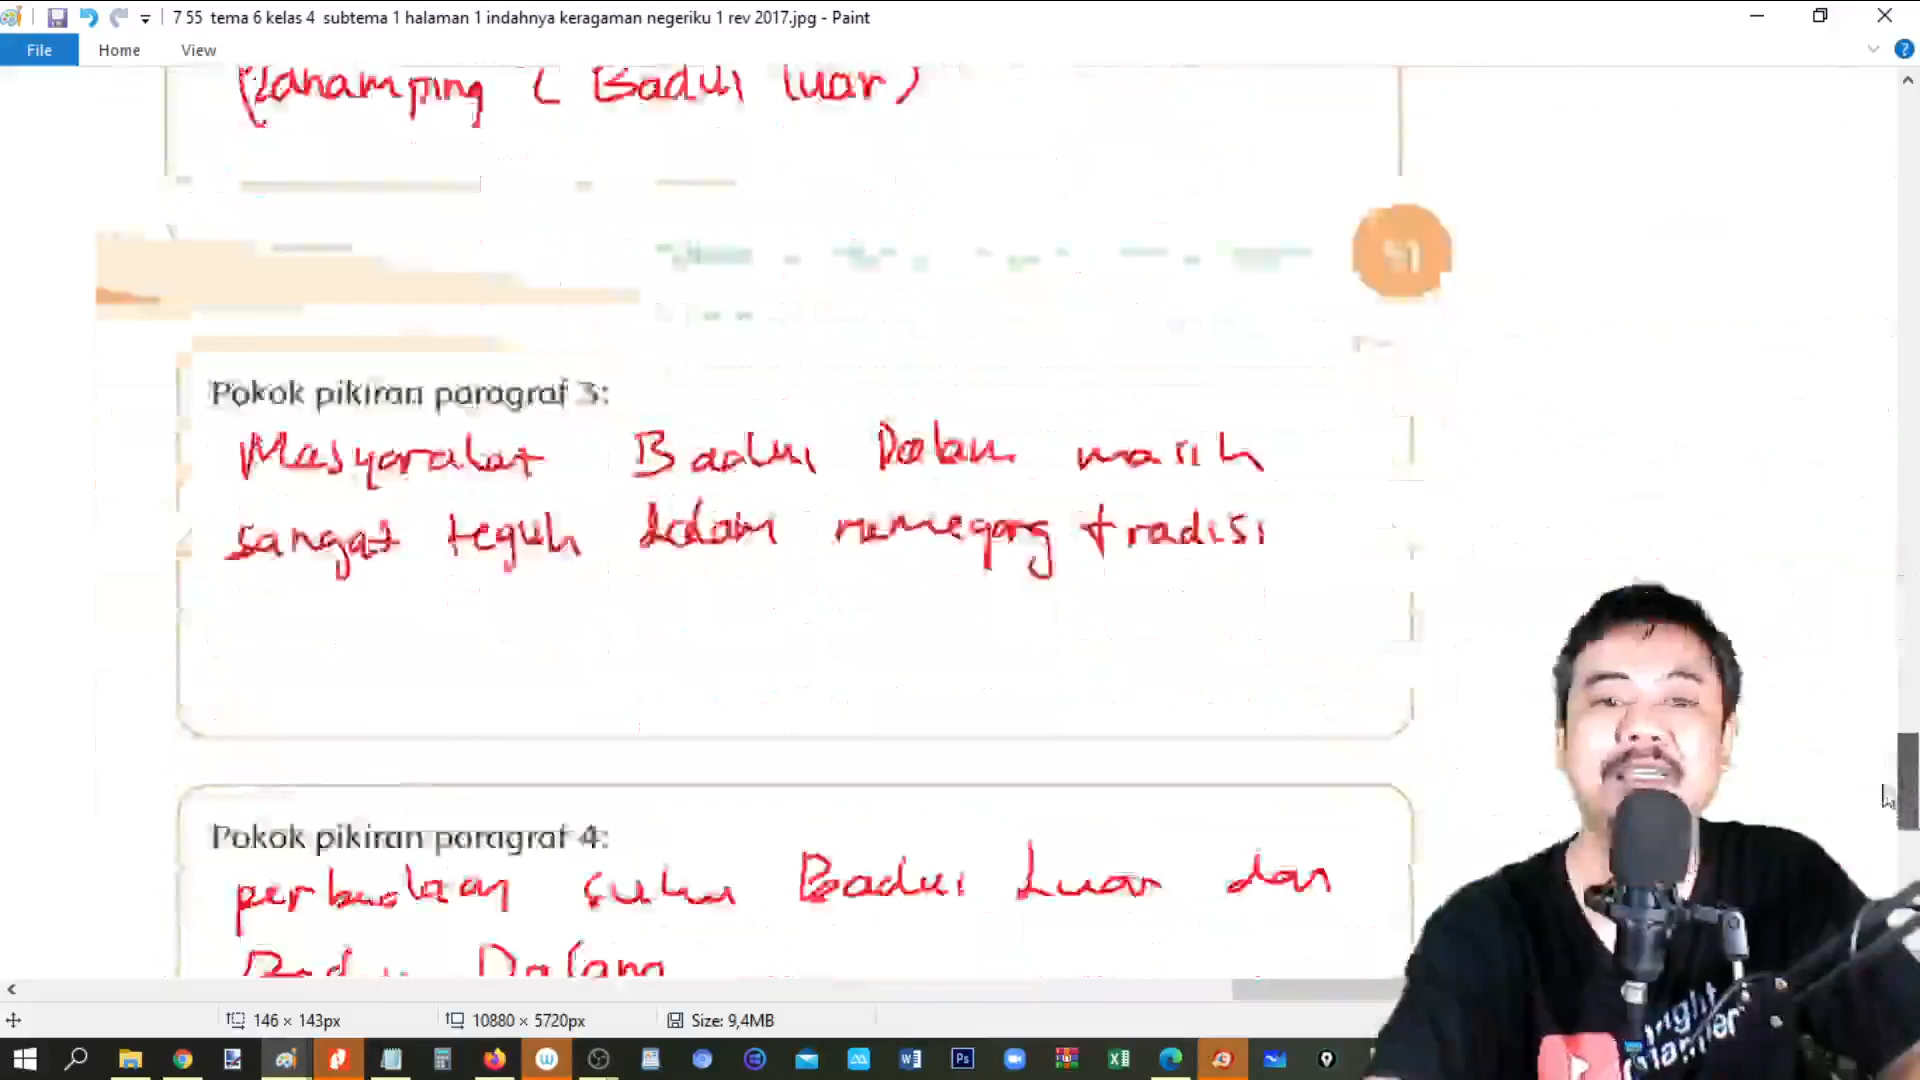 7 55 tema 6 kelas 4 subtema 1 halaman 1 indahnya keragaman negeriku 1 rev 2017.jpg - Paint
File Home View
( Badui luar)
Pokok pikiran paragraf 3:
Masyarakat Badui Dalam masih
sangat teguh dalam memegang tradisi
Pokok pikiran paragraf 4:
perbedaan suku Badui Luar dan
Badui Dalam
146 × 143px 10880 × 5720px Size: 9,4MB